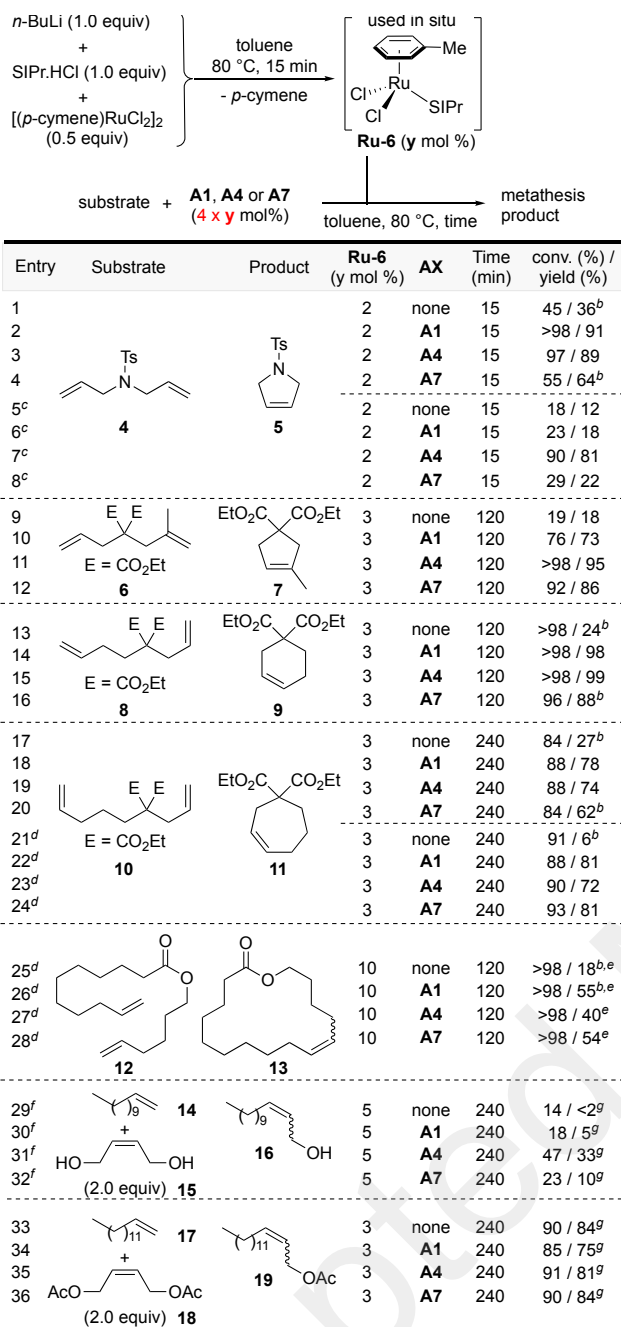 n-BuLi (1.0 equiv)
+
SIPr.HCl (1.0 equiv)
+
[(p-cymene)RuCl2]2
(0.5 equiv)
toluene
80 °C, 15 min
- p-cymene
used in situ
Me
Ru
Cl
Cl
SIPr
Ru-6 (y mol %)
substrate + A1, A4 or A7
(4 x y mol%)
toluene, 80 °C, time
metathesis
product
Entry Substrate Product Ru-6 (y mol %) AX Time (min) conv. (%) / yield (%)
1 2 none 15 45 / 36b
2 2 A1 15 >98 / 91
3 2 A4 15 97 / 89
4 2 A7 15 55 / 64b
Ts
N
4
Ts
N
5
5c 2 none 15 18 / 12
6c 2 A1 15 23 / 18
7c 2 A4 15 90 / 81
8c 2 A7 15 29 / 22
9 3 none 120 19 / 18
10 3 A1 120 76 / 73
11 3 A4 120 >98 / 95
12 3 A7 120 92 / 86
E E
E = CO2Et
6
EtO2C CO2Et
7
13 3 none 120 >98 / 24b
14 3 A1 120 >98 / 98
15 3 A4 120 >98 / 99
16 3 A7 120 96 / 88b
E E
E = CO2Et
8
EtO2C CO2Et
9
17 3 none 240 84 / 27b
18 3 A1 240 88 / 78
19 3 A4 240 88 / 74
20 3 A7 240 84 / 62b
E E
E = CO2Et
10
EtO2C CO2Et
11
21d 3 none 240 91 / 6b
22d 3 A1 240 88 / 81
23d 3 A4 240 90 / 72
24d 3 A7 240 93 / 81
25d 10 none 120 >98 / 18b,e
26d 10 A1 120 >98 / 55b,e
27d 10 A4 120 >98 / 40e
28d 10 A7 120 >98 / 54e
O
O
12
O
O
13
29f 5 none 240 14 / <2g
30f 5 A1 240 18 / 5g
31f 5 A4 240 47 / 33g
32f 5 A7 240 23 / 10g
( )9 14
+
HO OH
(2.0 equiv) 15
( )9
OH
16
33 3 none 240 90 / 84g
34 3 A1 240 85 / 75g
35 3 A4 240 91 / 81g
36 3 A7 240 90 / 84g
( )11 17
+
AcO OAc
(2.0 equiv) 18
( )11
OAc
19